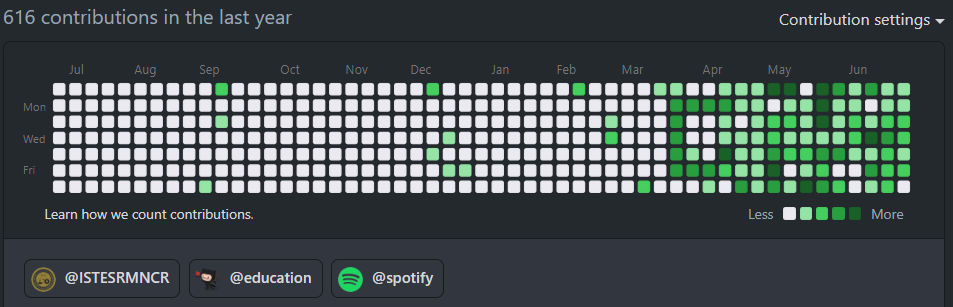 616 contributions in the last year
Contribution settings
Jul Aug Sep Oct Nov Dec Jan Feb Mar Apr May Jun
Mon
Wed
Fri
Learn how we count contributions.
Less More
@ISTESRMNCR @education @spotify